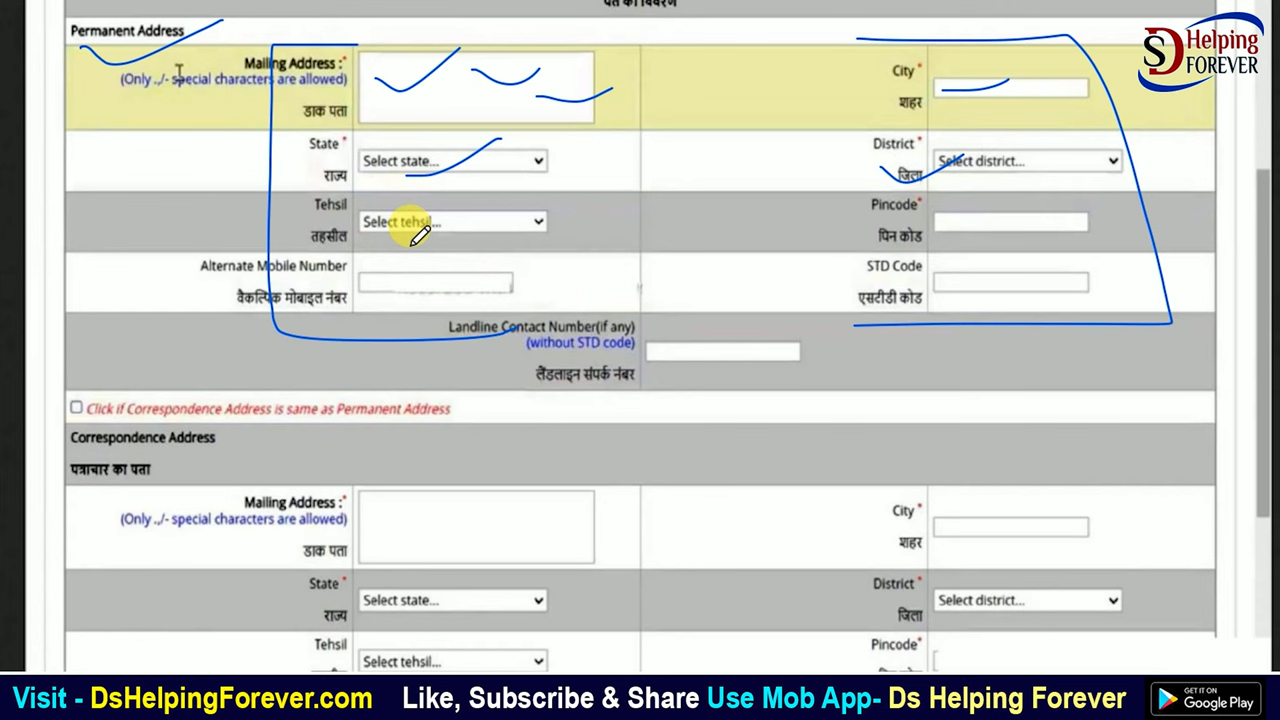 पते का विवरण
Permanent Address
Mailing Address :*
(Only .,/- special characters are allowed)
डाक पता
City *
शहर
State *
राज्य
Select state...
District *
जिला
Select district...
Tehsil
तहसील
Select tehsil...
Pincode*
पिन कोड
Alternate Mobile Number
वैकल्पिक मोबाइल नंबर
STD Code
एसटीडी कोड
Landline Contact Number(if any)
(without STD code)
लैंडलाइन संपर्क नंबर
Click if Correspondence Address is same as Permanent Address
Correspondence Address
पत्राचार का पता
Mailing Address :*
(Only .,/- special characters are allowed)
डाक पता
City *
शहर
State *
राज्य
Select state...
District *
जिला
Select district...
Tehsil
Select tehsil...
Pincode*
DS Helping
FOREVER
Visit - DsHelpingForever.com Like, Subscribe & Share Use Mob App- Ds Helping Forever
GET IT ON
Google Play